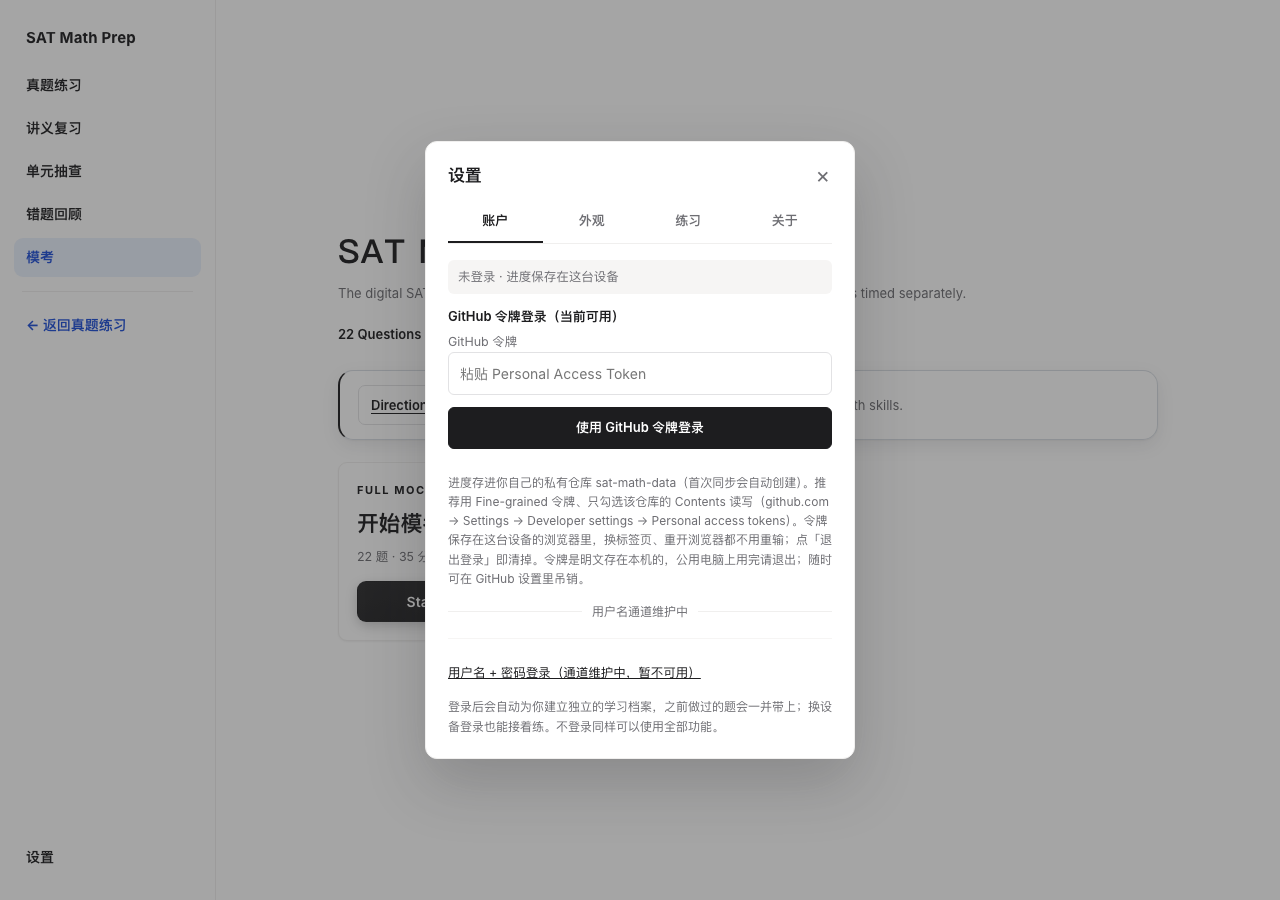 SAT Math Prep
真题练习
讲义复习
单元抽查
错题回顾
模考
← 返回真题练习
设置
SAT
The digital SAT
s timed separately.
22 Questions
Direction
th skills.
FULL MOC
开始模
22 题 · 35
Sta
设置
×
账户
外观
练习
关于
未登录 · 进度保存在这台设备
GitHub 令牌登录（当前可用）
GitHub 令牌
粘贴 Personal Access Token
使用 GitHub 令牌登录
进度存进你自己的私有仓库 sat-math-data（首次同步会自动创建）。推
荐用 Fine-grained 令牌、只勾选该仓库的 Contents 读写（github.com
→ Settings → Developer settings → Personal access tokens）。令牌
保存在这台设备的浏览器里，换标签页、重开浏览器都不用重输；点「退
出登录」即清掉。令牌是明文存在本机的，公用电脑上用完请退出；随时
可在 GitHub 设置里吊销。
用户名通道维护中
用户名 + 密码登录（通道维护中，暂不可用）
登录后会自动为你建立独立的学习档案，之前做过的题会一并带上；换设
备登录也能接着练。不登录同样可以使用全部功能。